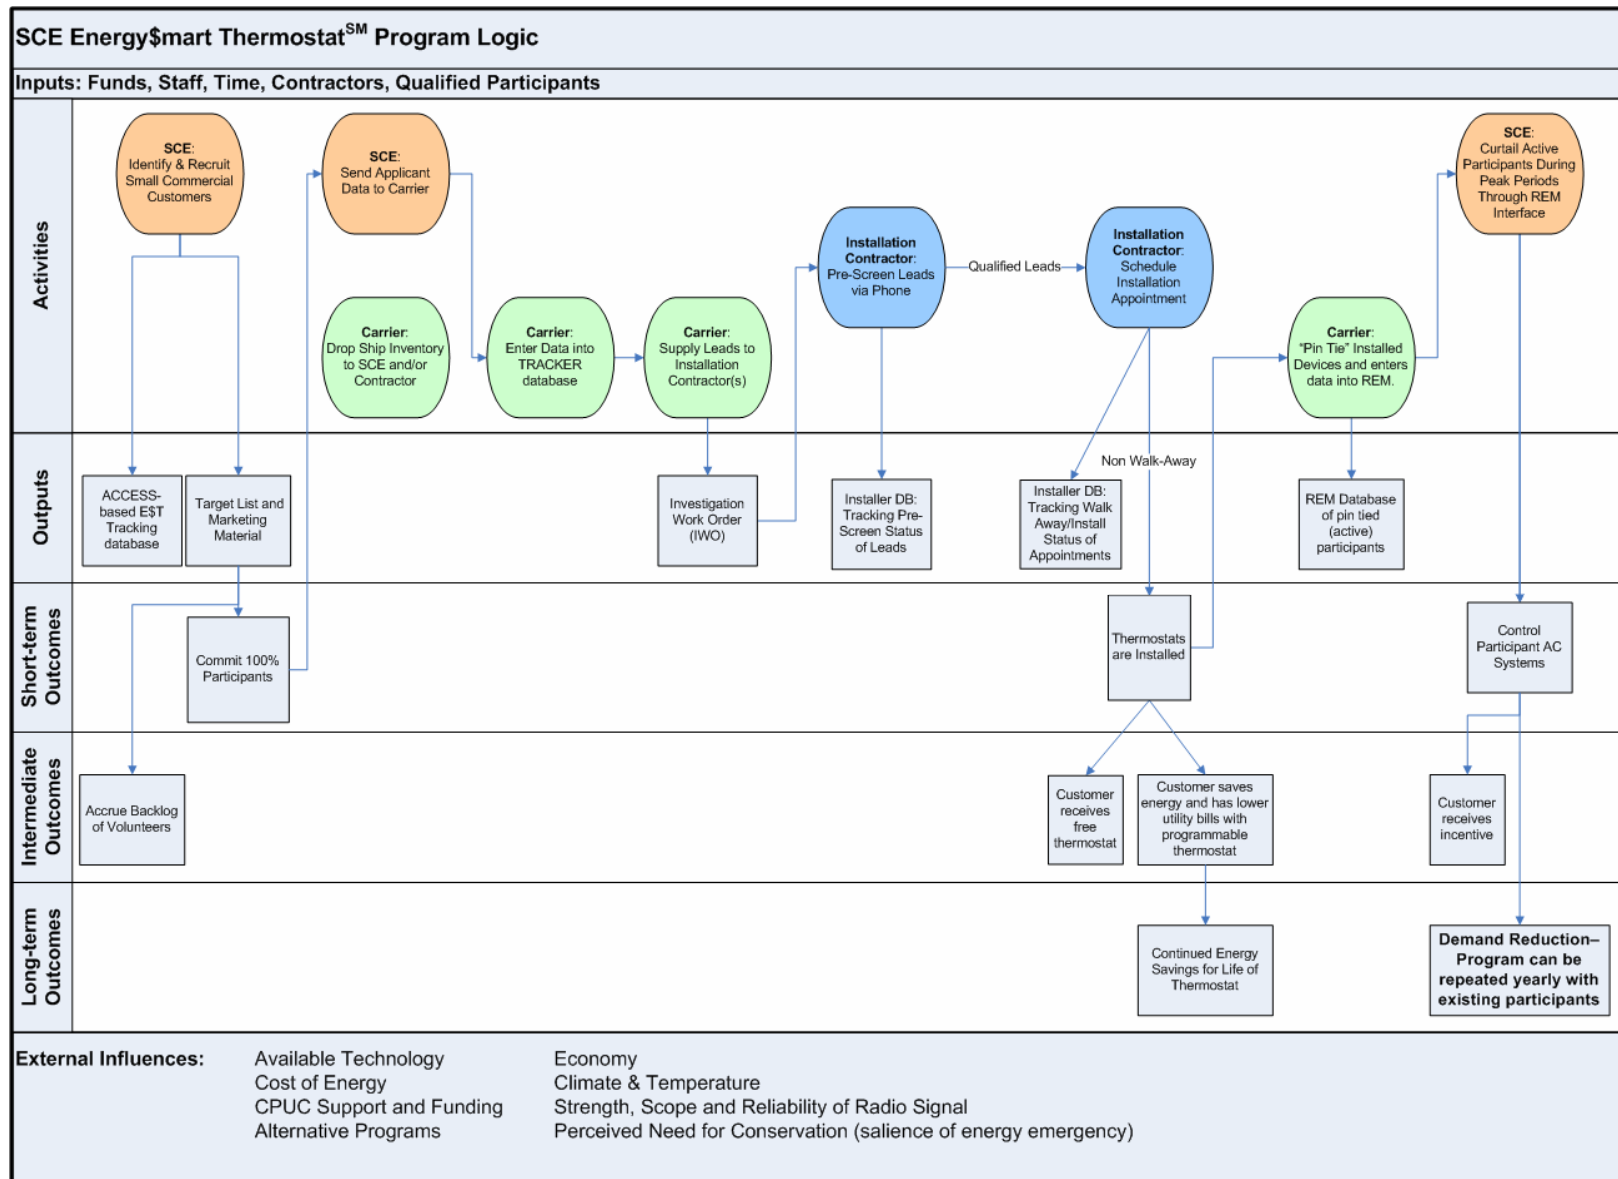 SCE Energy$mart Thermostat℠ Program Logic
Inputs: Funds, Staff, Time, Contractors, Qualified Participants
Activities
SCE:
Identify & Recruit
Small Commercial
Customers
SCE:
Send Applicant
Data to Carrier
SCE:
Curtail Active
Participants During
Peak Periods
Through REM
Interface
Installation
Contractor:
Pre-Screen Leads
via Phone
Qualified Leads
Installation
Contractor:
Schedule
Installation
Appointment
Carrier:
Drop Ship Inventory
to SCE and/or
Contractor
Carrier:
Enter Data into
TRACKER
database
Carrier:
Supply Leads to
Installation
Contractor(s)
Carrier:
"Pin Tie" Installed
Devices and enters
data into REM.
Outputs
ACCESS-
based E$T
Tracking
database
Target List and
Marketing
Material
Investigation
Work Order
(IWO)
Installer DB:
Tracking Pre-
Screen Status
of Leads
Non Walk-Away
Installer DB:
Tracking Walk
Away/Install
Status of
Appointments
REM Database
of pin tied
(active)
participants
Short-term
Outcomes
Commit 100%
Participants
Thermostats
are Installed
Control
Participant AC
Systems
Intermediate
Outcomes
Accrue Backlog
of Volunteers
Customer
receives
free
thermostat
Customer saves
energy and has lower
utility bills with
programmable
thermostat
Customer
receives
incentive
Long-term
Outcomes
Continued Energy
Savings for Life of
Thermostat
Demand Reduction–
Program can be
repeated yearly with
existing participants
External Influences:
Available Technology
Cost of Energy
CPUC Support and Funding
Alternative Programs
Economy
Climate & Temperature
Strength, Scope and Reliability of Radio Signal
Perceived Need for Conservation (salience of energy emergency)